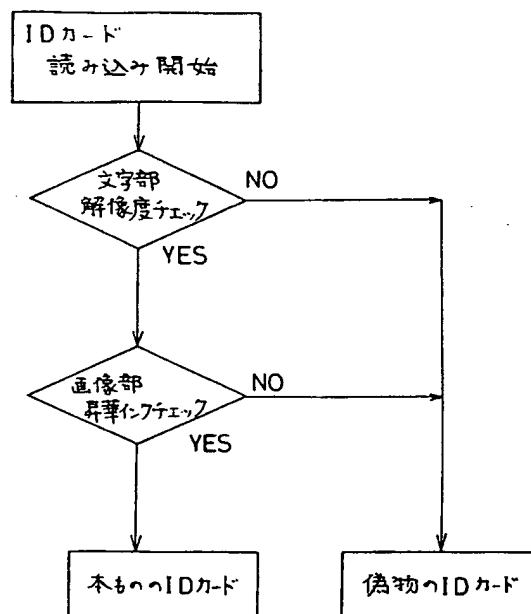 IDカード
読み込み開始
文字部
解像度チェック
NO
YES
画像部
昇華インクチェック
NO
YES
本もののIDカード
偽物のIDカード